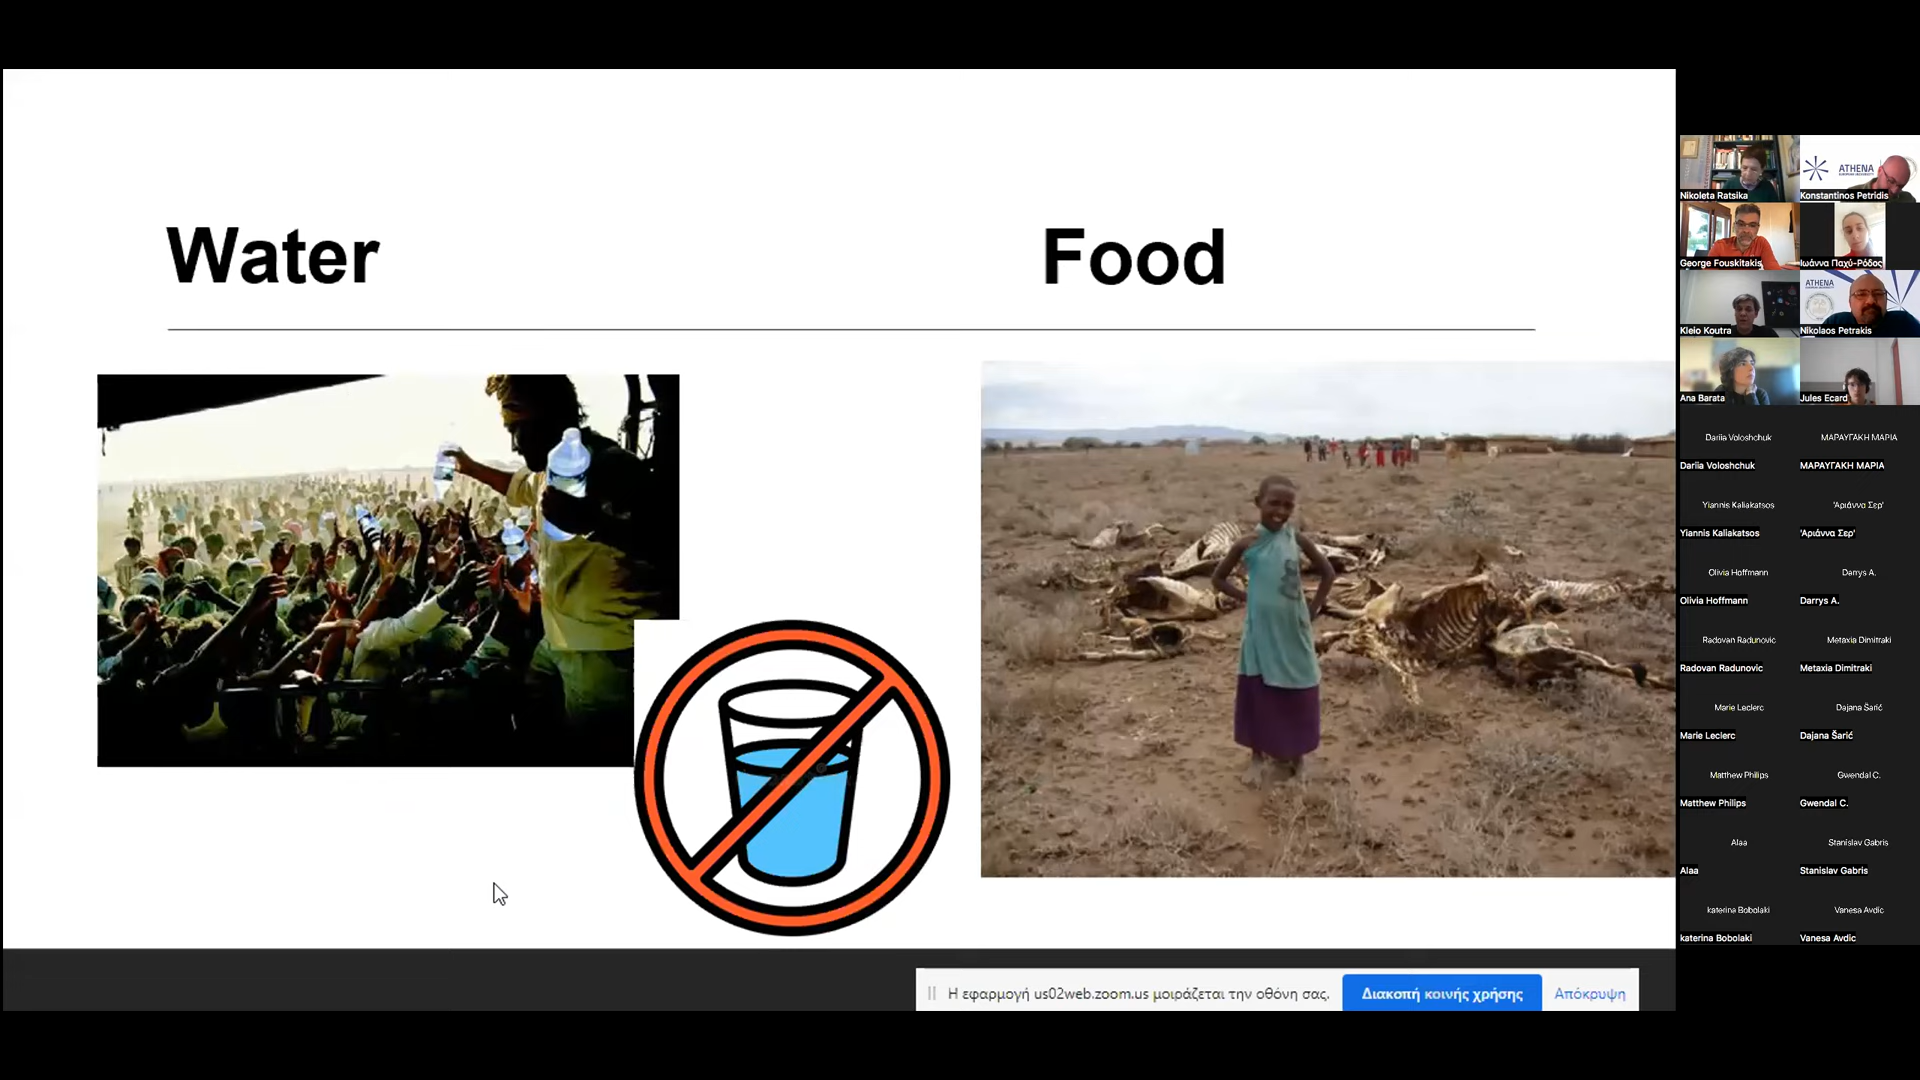 Water
Food
Nikoleta Ratsika
ATHENA
Konstantinos Petridis
George Fouskitakis
Ιωάννα Παχύ-Ρόδος
ATHENA
Kleio Koutra
Nikolaos Petrakis
Ana Barata
Jules Ecard
Dariia Voloshchuk
ΜΑΡΑΥΓΑΚΗ ΜΑΡΙΑ
Dariia Voloshchuk
ΜΑΡΑΥΓΑΚΗ ΜΑΡΙΑ
Yiannis Kaliakatsos
'Αριάννα Σερ'
Yiannis Kaliakatsos
'Αριάννα Σερ'
Olivia Hoffmann
Darrys A.
Olivia Hoffmann
Darrys A.
Radovan Radunovic
Metaxia Dimitraki
Radovan Radunovic
Metaxia Dimitraki
Marie Leclerc
Dajana Šarić
Marie Leclerc
Dajana Šarić
Matthew Philips
Gwendal C.
Matthew Philips
Gwendal C.
Alaa
Stanislav Gabris
Alaa
Stanislav Gabris
katerina Bobolaki
Vanesa Avdic
katerina Bobolaki
Vanesa Avdic
Η εφαρμογή us02web.zoom.us μοιράζεται την οθόνη σας.
Διακοπή κοινής χρήσης
Απόκρυψη